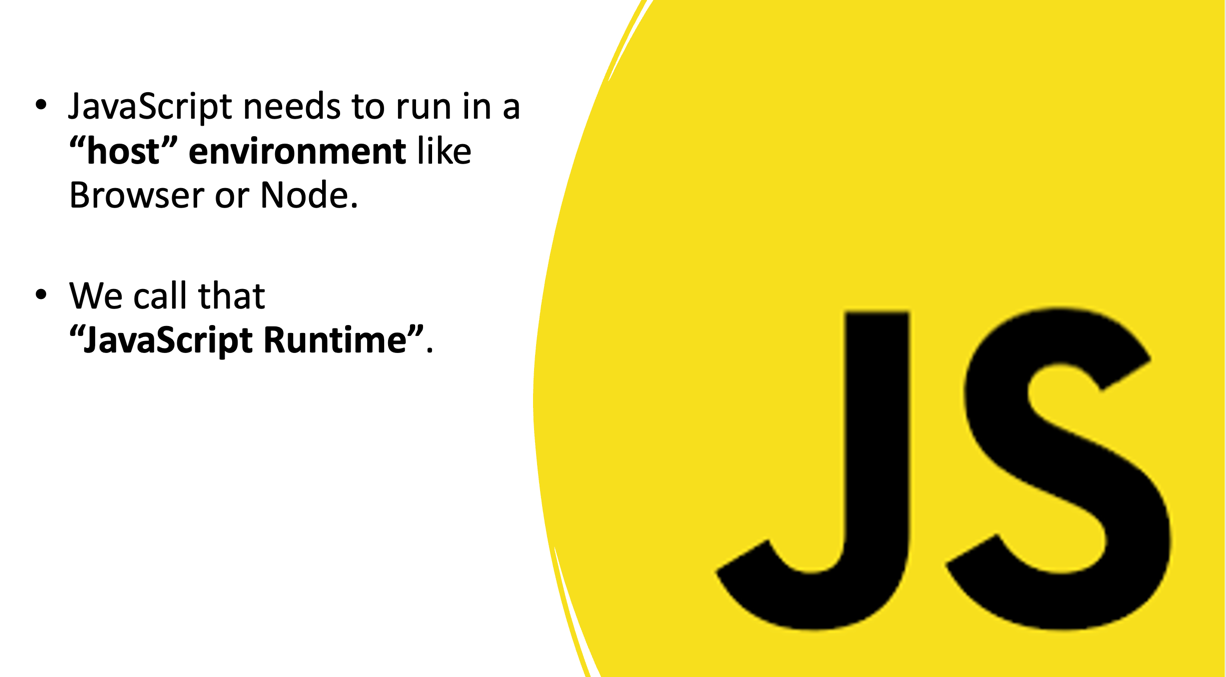 • JavaScript needs to run in a
“host” environment like
Browser or Node.
• We call that
“JavaScript Runtime”.
JS